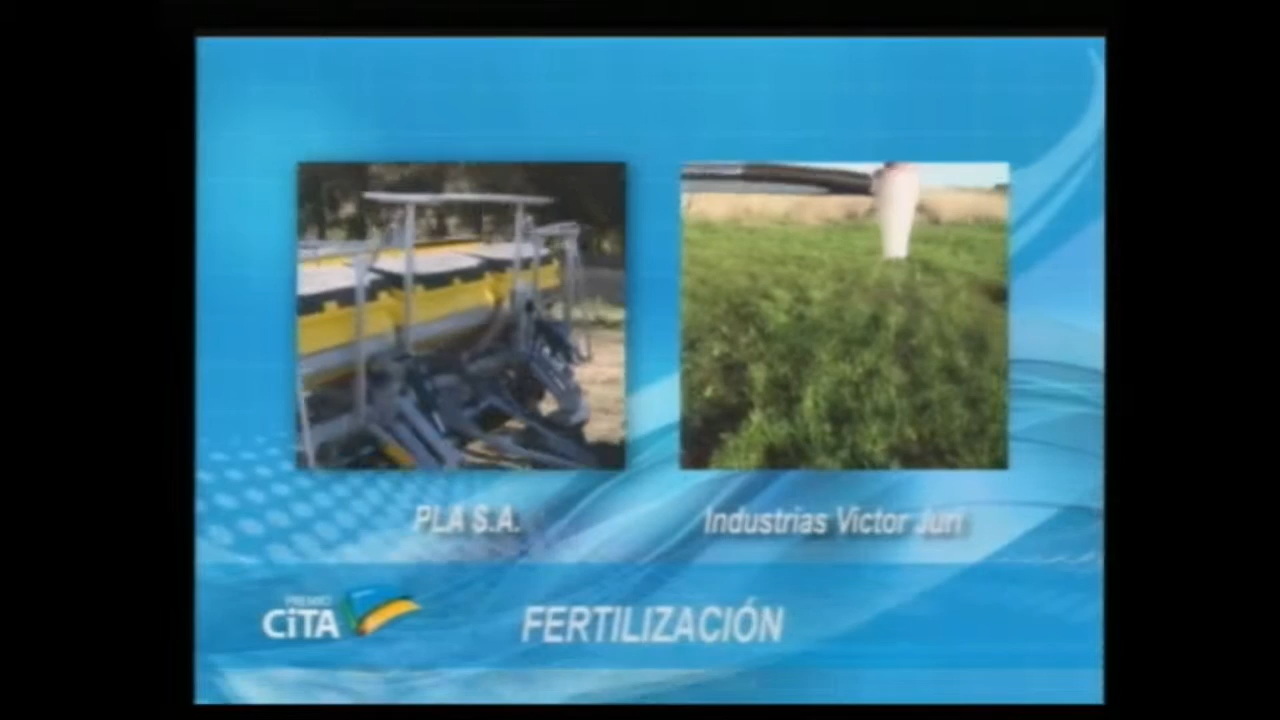 PLA S.A.
Industrias Victor Juri
PREMIO
CiTA
FERTILIZACIÓN